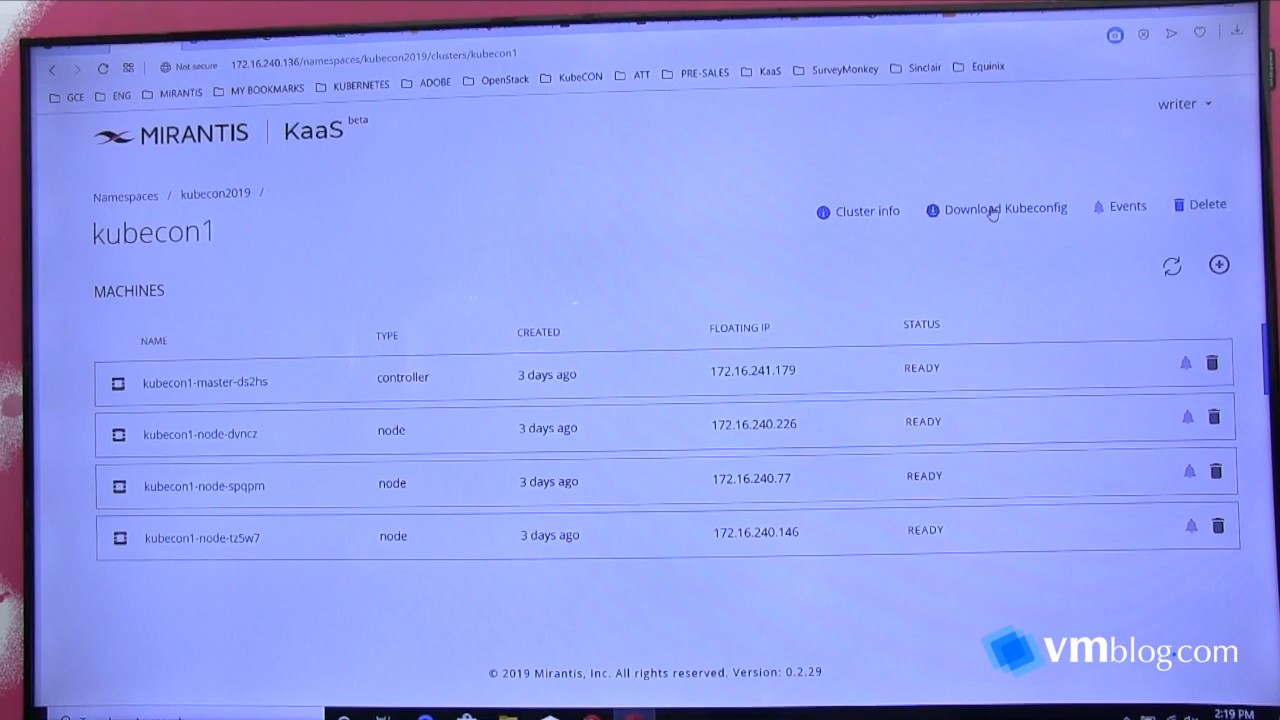 Not secure 172.16.240.136/namespaces/kubecon2019/clusters/kubecon1
GCE ENG MIRANTIS MY BOOKMARKS KUBERNETES ADOBE OpenStack KubeCON ATT PRE-SALES KaaS SurveyMonkey Sinclair Equinix
writer
MIRANTIS KaaS beta
Namespaces / kubecon2019 /
Cluster info Download Kubeconfig Events Delete
kubecon1
MACHINES
NAME TYPE CREATED FLOATING IP STATUS
kubecon1-master-ds2hs controller 3 days ago 172.16.241.179 READY
kubecon1-node-dvncz node 3 days ago 172.16.240.226 READY
kubecon1-node-spqpm node 3 days ago 172.16.240.77 READY
kubecon1-node-tz5w7 node 3 days ago 172.16.240.146 READY
vmblog.com
© 2019 Mirantis, Inc. All rights reserved. Version: 0.2.29
2:19 PM